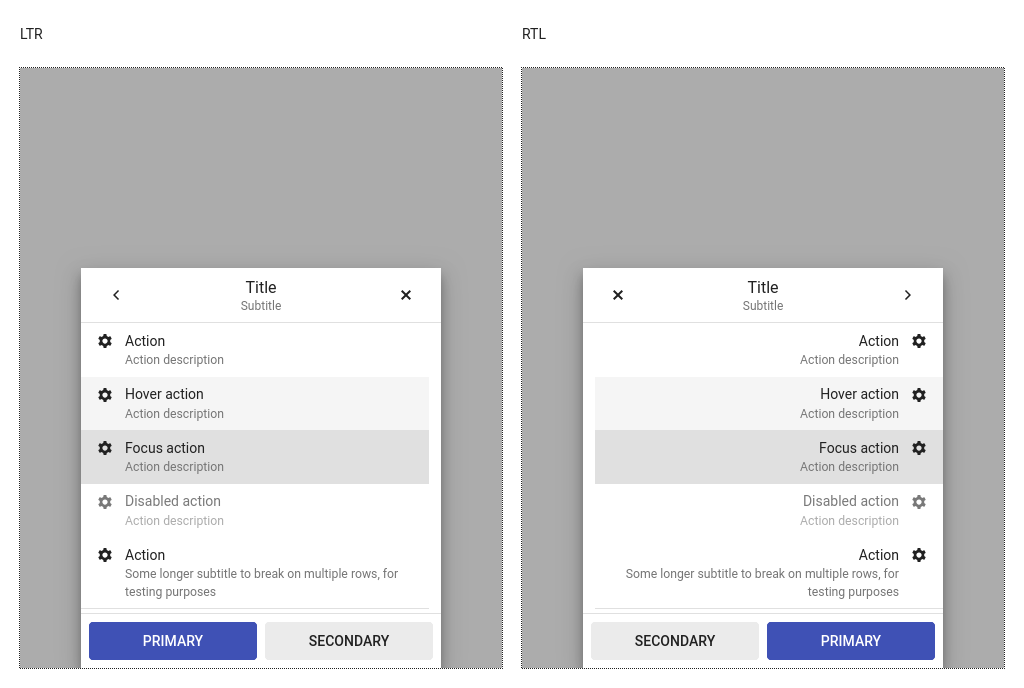 LTR
Title
Subtitle
Action
Action description
Hover action
Action description
Focus action
Action description
Disabled action
Action description
Action
Some longer subtitle to break on multiple rows, for
testing purposes
PRIMARY
SECONDARY
RTL
Title
Subtitle
Action
Action description
Hover action
Action description
Focus action
Action description
Disabled action
Action description
Action
Some longer subtitle to break on multiple rows, for
testing purposes
SECONDARY
PRIMARY